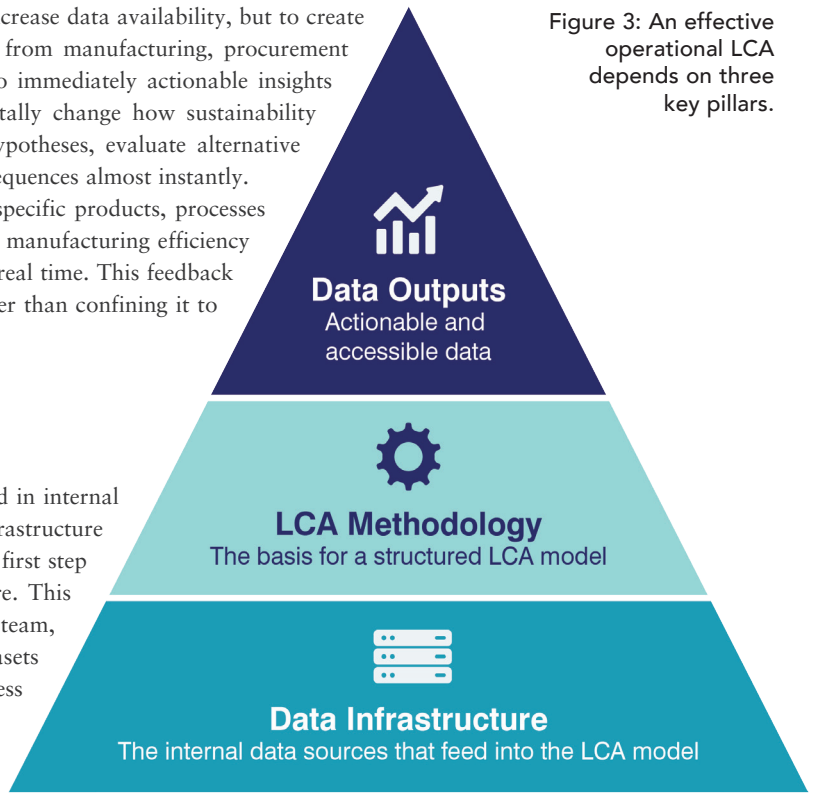 crease data availability, but to create
from manufacturing, procurement
o immediately actionable insights
tally change how sustainability
ypotheses, evaluate alternative
equences almost instantly.
specific products, processes
manufacturing efficiency
real time. This feedback
er than confining it to
d in internal
rastructure
first step
re. This
team,
asets
ess
Figure 3: An effective
operational LCA
depends on three
key pillars.
Data Outputs
Actionable and
accessible data
LCA Methodology
The basis for a structured LCA model
Data Infrastructure
The internal data sources that feed into the LCA model